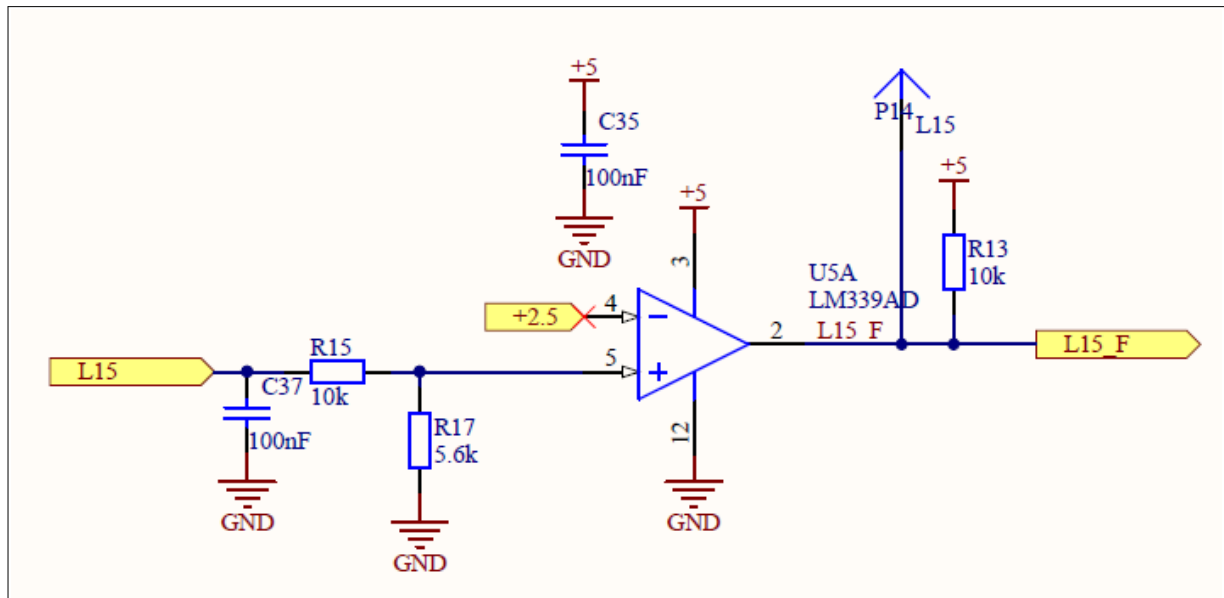 +5
C35
100nF
GND
P14
L15
+5
R13
10k
+5
3
U5A
LM339AD
+2.5
4
−
2
L15_F
L15_F
L15
C37
100nF
GND
R15
10k
5
+
R17
5.6k
GND
12
GND